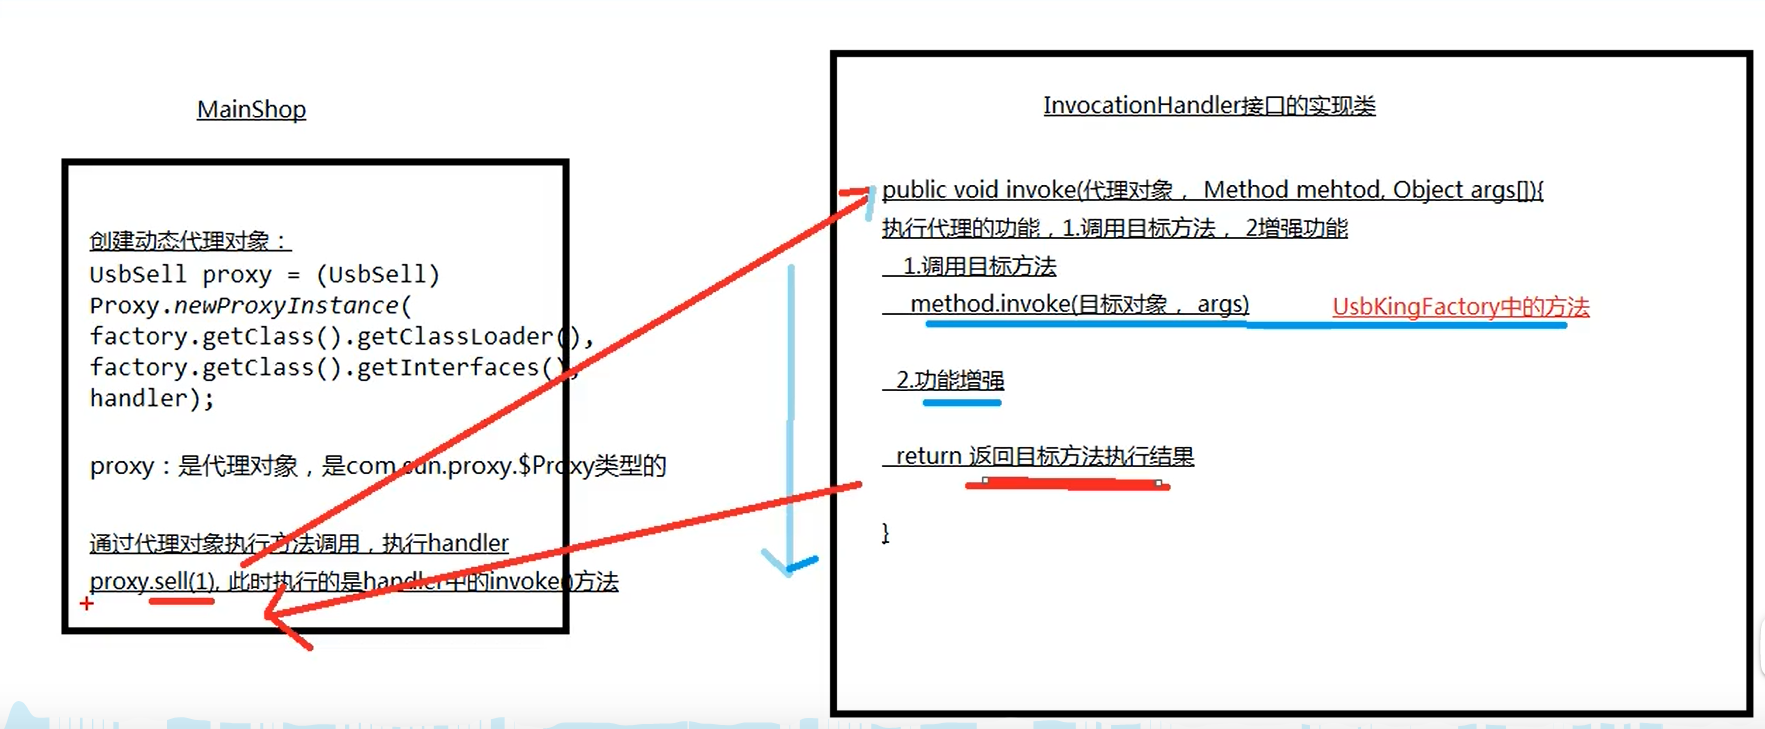 MainShop
创建动态代理对象：
UsbSell proxy = (UsbSell)
Proxy.newProxyInstance(
factory.getClass().getClassLoader(),
factory.getClass().getInterfaces(),
handler);
proxy：是代理对象，是com.sun.proxy.$Proxy类型的
通过代理对象执行方法调用，执行handler
proxy.sell(1), 此时执行的是handler中的invoke()方法
InvocationHandler接口的实现类
public void invoke(代理对象， Method mehtod, Object args[]){
执行代理的功能，1.调用目标方法， 2增强功能
1.调用目标方法
method.invoke(目标对象， args) UsbKingFactory中的方法
2.功能增强
return 返回目标方法执行结果
}